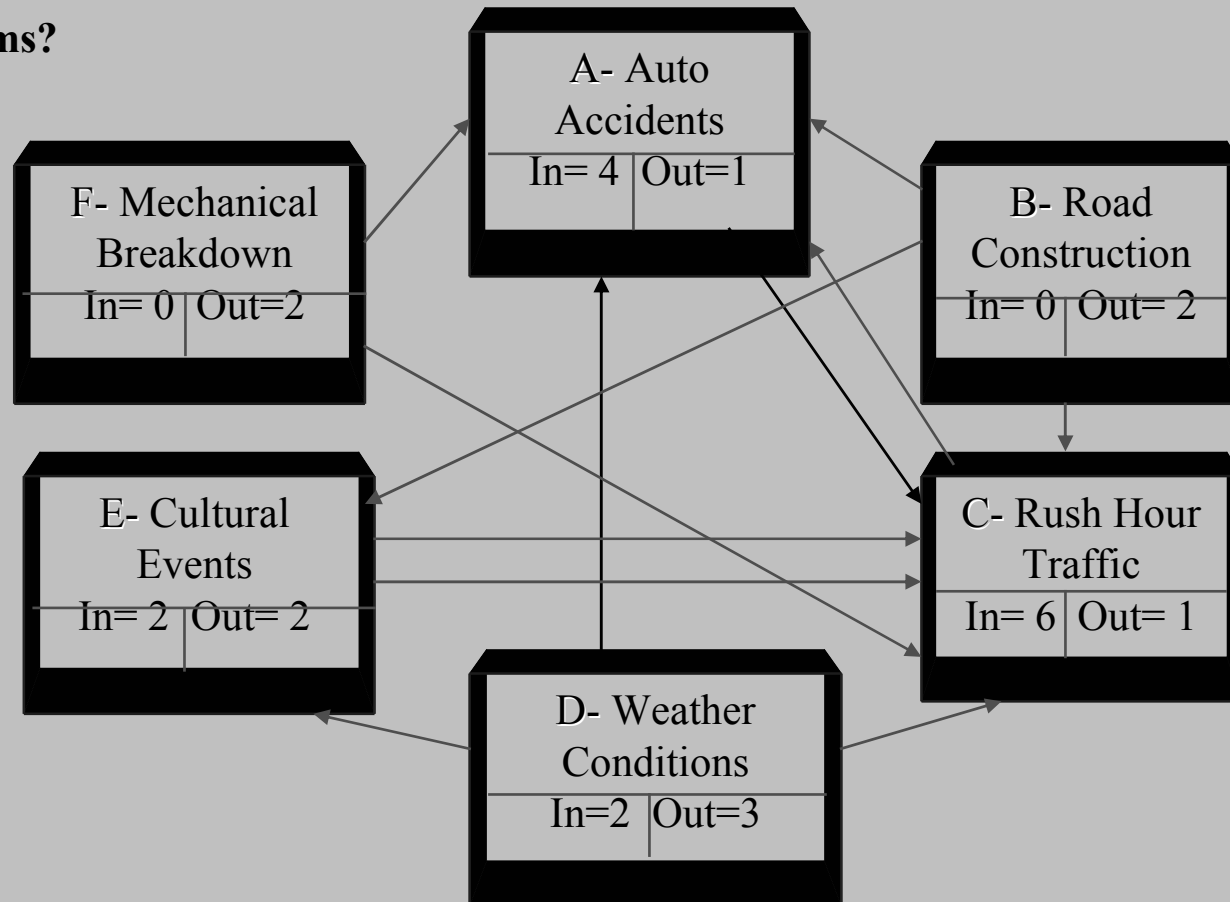 ms?
A- Auto
Accidents
In= 4 Out=1
F- Mechanical
Breakdown
In= 0 Out=2
B- Road
Construction
In= 0 Out= 2
E- Cultural
Events
In= 2 Out= 2
C- Rush Hour
Traffic
In= 6 Out= 1
D- Weather
Conditions
In=2 Out=3